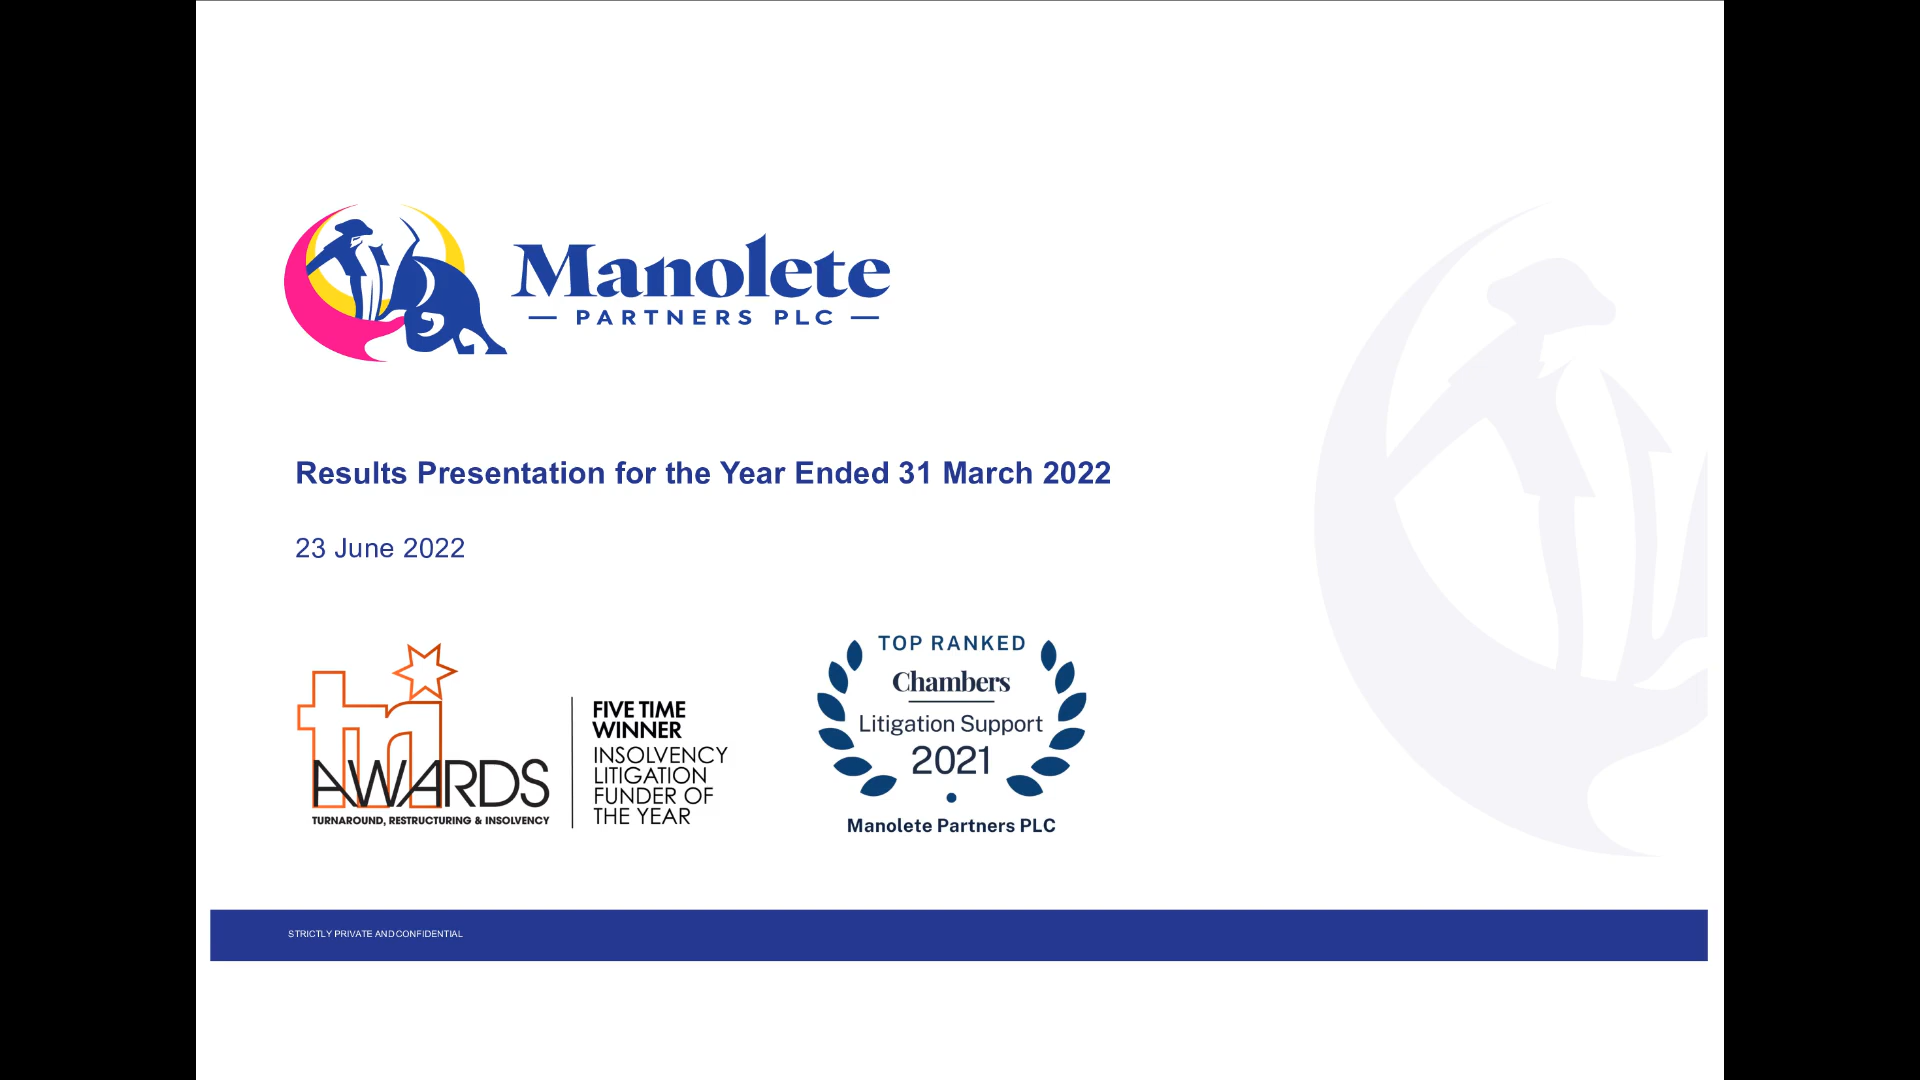 Manolete
PARTNERS PLC
Results Presentation for the Year Ended 31 March 2022
23 June 2022
tri
AWARDS
TURNAROUND, RESTRUCTURING & INSOLVENCY
FIVE TIME
WINNER
INSOLVENCY
LITIGATION
FUNDER OF
THE YEAR
TOP RANKED
Chambers
Litigation Support
2021
Manolete Partners PLC
STRICTLY PRIVATE AND CONFIDENTIAL